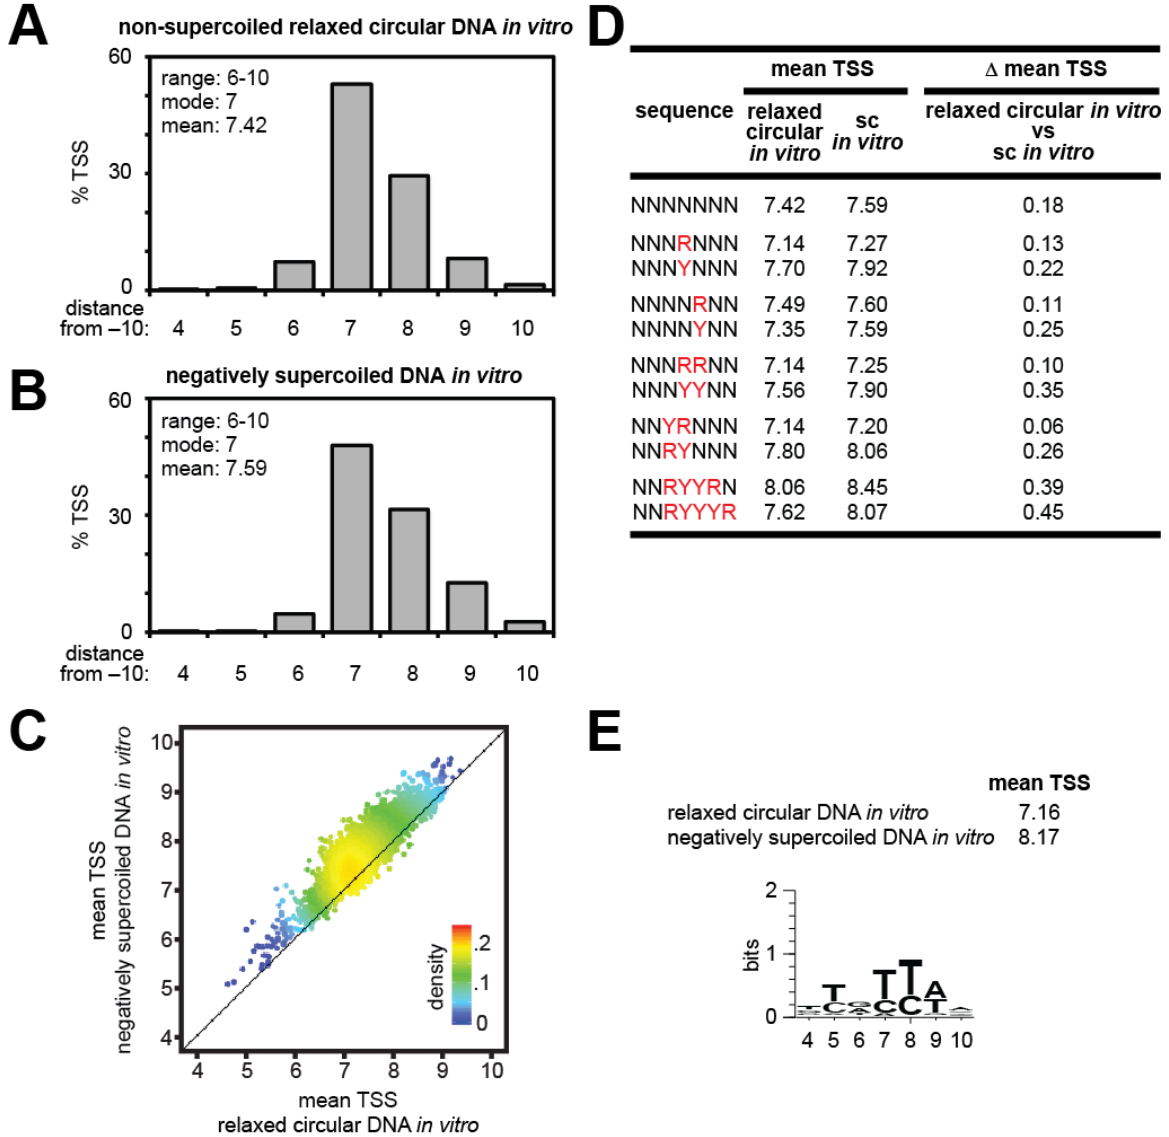 A
non-supercoiled relaxed circular DNA in vitro
60
30
0
% TSS
range: 6-10
mode: 7
mean: 7.42
distance
from –10: 4 5 6 7 8 9 10
B
negatively supercoiled DNA in vitro
60
30
0
% TSS
range: 6-10
mode: 7
mean: 7.59
distance
from –10: 4 5 6 7 8 9 10
C
mean TSS
negatively supercoiled DNA in vitro
10
9
8
7
6
5
4
density
.2
.1
0
4 5 6 7 8 9 10
mean TSS
relaxed circular DNA in vitro
D
mean TSS Δ mean TSS
sequence
relaxed
circular
in vitro
sc
in vitro
relaxed circular in vitro
vs
sc in vitro
NNNNNNN 7.42 7.59 0.18
NNNRNNN 7.14 7.27 0.13
NNNYNNN 7.70 7.92 0.22
NNNNRNN 7.49 7.60 0.11
NNNNYNN 7.35 7.59 0.25
NNNRRNN 7.14 7.25 0.10
NNNYYNN 7.56 7.90 0.35
NNYRNNN 7.14 7.20 0.06
NNRYNNN 7.80 8.06 0.26
NNRYYRN 8.06 8.45 0.39
NNRYYYR 7.62 8.07 0.45
E
mean TSS
relaxed circular DNA in vitro 7.16
negatively supercoiled DNA in vitro 8.17
2
1
0
bits
T T T A
C C C T
4 5 6 7 8 9 10